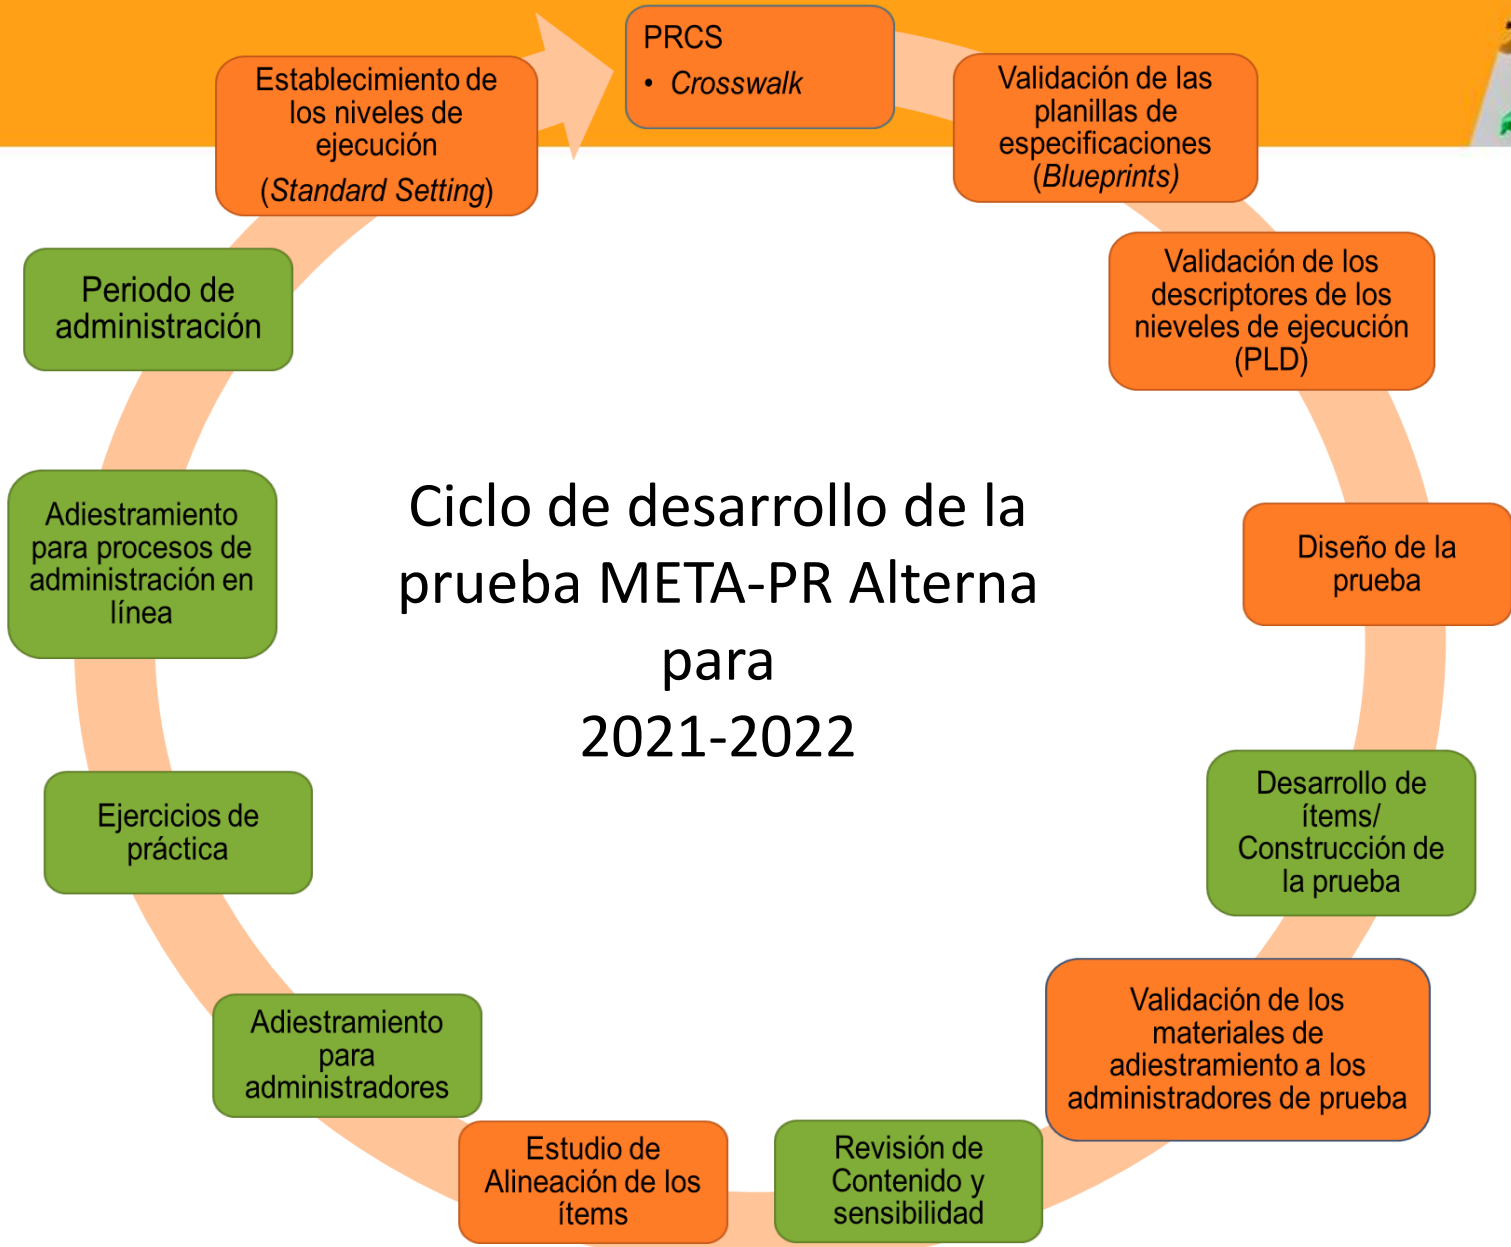 PRCS
• Crosswalk
Validación de las
planillas de
especificaciones
(Blueprints)
Validación de los
descriptores de los
nieveles de ejecución
(PLD)
Diseño de la
prueba
Desarrollo de
ítems/
Construcción de
la prueba
Validación de los
materiales de
adiestramiento a los
administradores de prueba
Revisión de
Contenido y
sensibilidad
Estudio de
Alineación de los
ítems
Adiestramiento
para
administradores
Ejercicios de
práctica
Adiestramiento
para procesos de
administración en
línea
Periodo de
administración
Establecimiento de
los niveles de
ejecución
(Standard Setting)
Ciclo de desarrollo de la
prueba META-PR Alterna
para
2021-2022